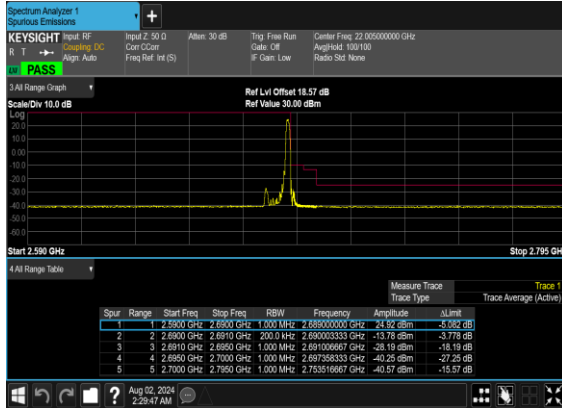 Spectrum Analyzer 1
Spurious Emissions
+
KEYSIGHT Input: RF Input Z: 50 Ω Atten: 30 dB Trig: Free Run Center Freq: 22.005000000 GHz
R T Coupling: DC Corr CCorr Gate: Off Avg|Hold: 100/100
Align: Auto Freq Ref: Int (S) IF Gain: Low Radio Std: None
PASS
3 All Range Graph
Ref Lvl Offset 18.57 dB
Scale/Div 10.0 dB Ref Value 30.00 dBm
Log
20.0
10.0
0.00
-10.0
-20.0
-30.0
-40.0
-50.0
-60.0
Start 2.590 GHz Stop 2.795 GH
4 All Range Table
Measure Trace Trace 1
Trace Type Trace Average (Active)
Spur Range Start Freq Stop Freq RBW Frequency Amplitude ΔLimit
1 1 2.5900 GHz 2.6900 GHz 1.000 MHz 2.689000000 GHz 24.92 dBm -5.082 dB
2 2 2.6900 GHz 2.6910 GHz 200.0 kHz 2.690003333 GHz -13.78 dBm -3.778 dB
3 3 2.6910 GHz 2.6950 GHz 1.000 MHz 2.691006667 GHz -28.19 dBm -18.19 dB
4 4 2.6950 GHz 2.7000 GHz 1.000 MHz 2.697358333 GHz -40.25 dBm -27.25 dB
5 5 2.7000 GHz 2.7950 GHz 1.000 MHz 2.753516667 GHz -40.57 dBm -15.57 dB
? Aug 02, 2024
2:29:47 AM